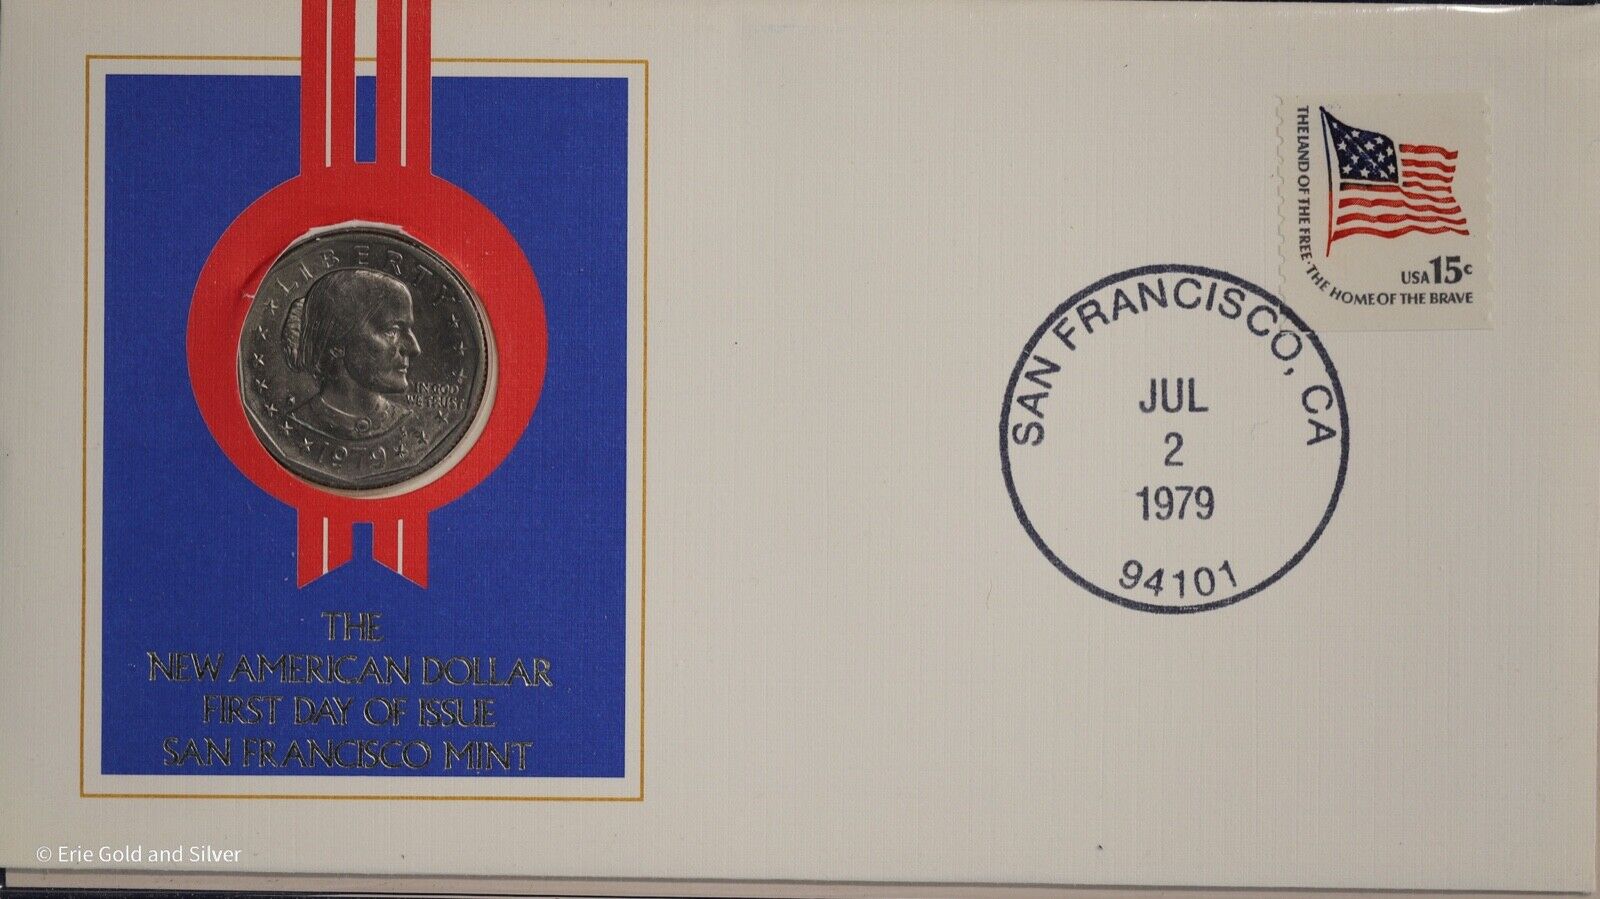 LIBERTY
IN GOD
WE TRUST
1979
THE
NEW AMERICAN DOLLAR
FIRST DAY OF ISSUE
SAN FRANCISCO MINT
THE LAND OF THE FREE · THE HOME OF THE BRAVE
USA 15c
SAN FRANCISCO, CA
JUL
2
1979
94101
© Erie Gold and Silver